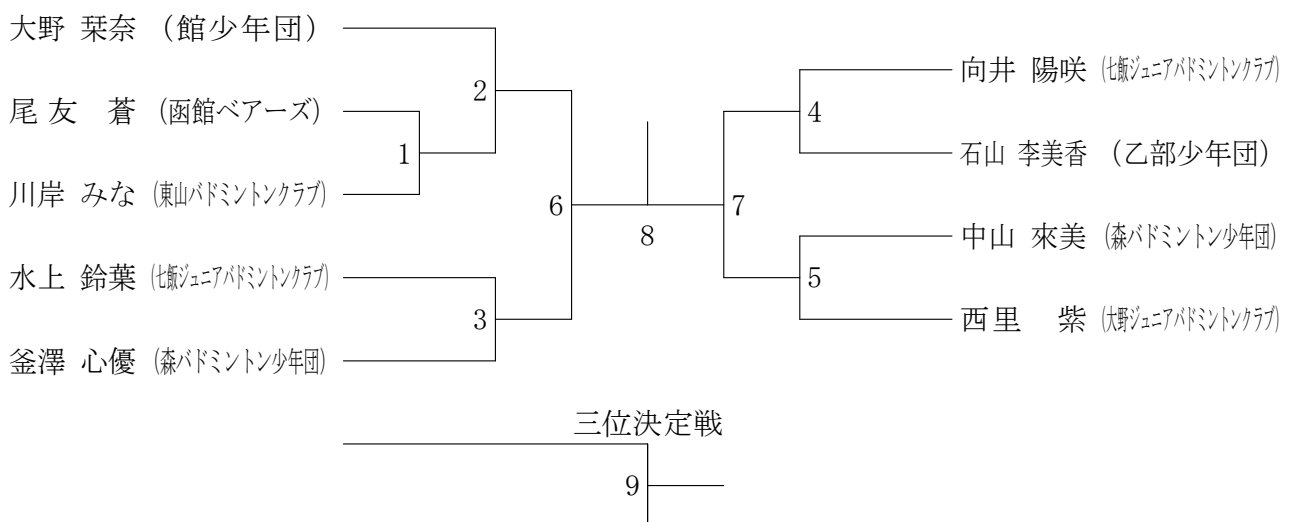 大野 栞奈 (館少年団)
尾友 蒼 (函館ベアーズ)
川岸 みな (東山バドミントンクラブ)
水上 鈴葉 (七飯ジュニアバドミントンクラブ)
釜澤 心優 (森バドミントン少年団)
1
2
3
6
8
7
4
5
向井 陽咲 (七飯ジュニアバドミントンクラブ)
石山 李美香 (乙部少年団)
中山 來美 (森バドミントン少年団)
西里 紫 (大野ジュニアバドミントンクラブ)
三位決定戦
9